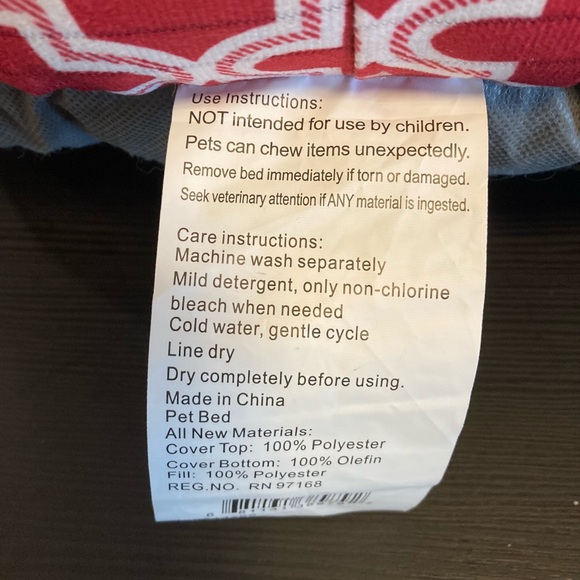 Use Instructions:
NOT intended for use by children.
Pets can chew items unexpectedly.
Remove bed immediately if torn or damaged.
Seek veterinary attention if ANY material is ingested.
Care instructions:
Machine wash separately
Mild detergent, only non-chlorine
bleach when needed
Cold water, gentle cycle
Line dry
Dry completely before using.
Made in China
Pet Bed
All New Materials:
Cover Top: 100% Polyester
Cover Bottom: 100% Olefin
Fill: 100% Polyester
REG.NO. RN 97168